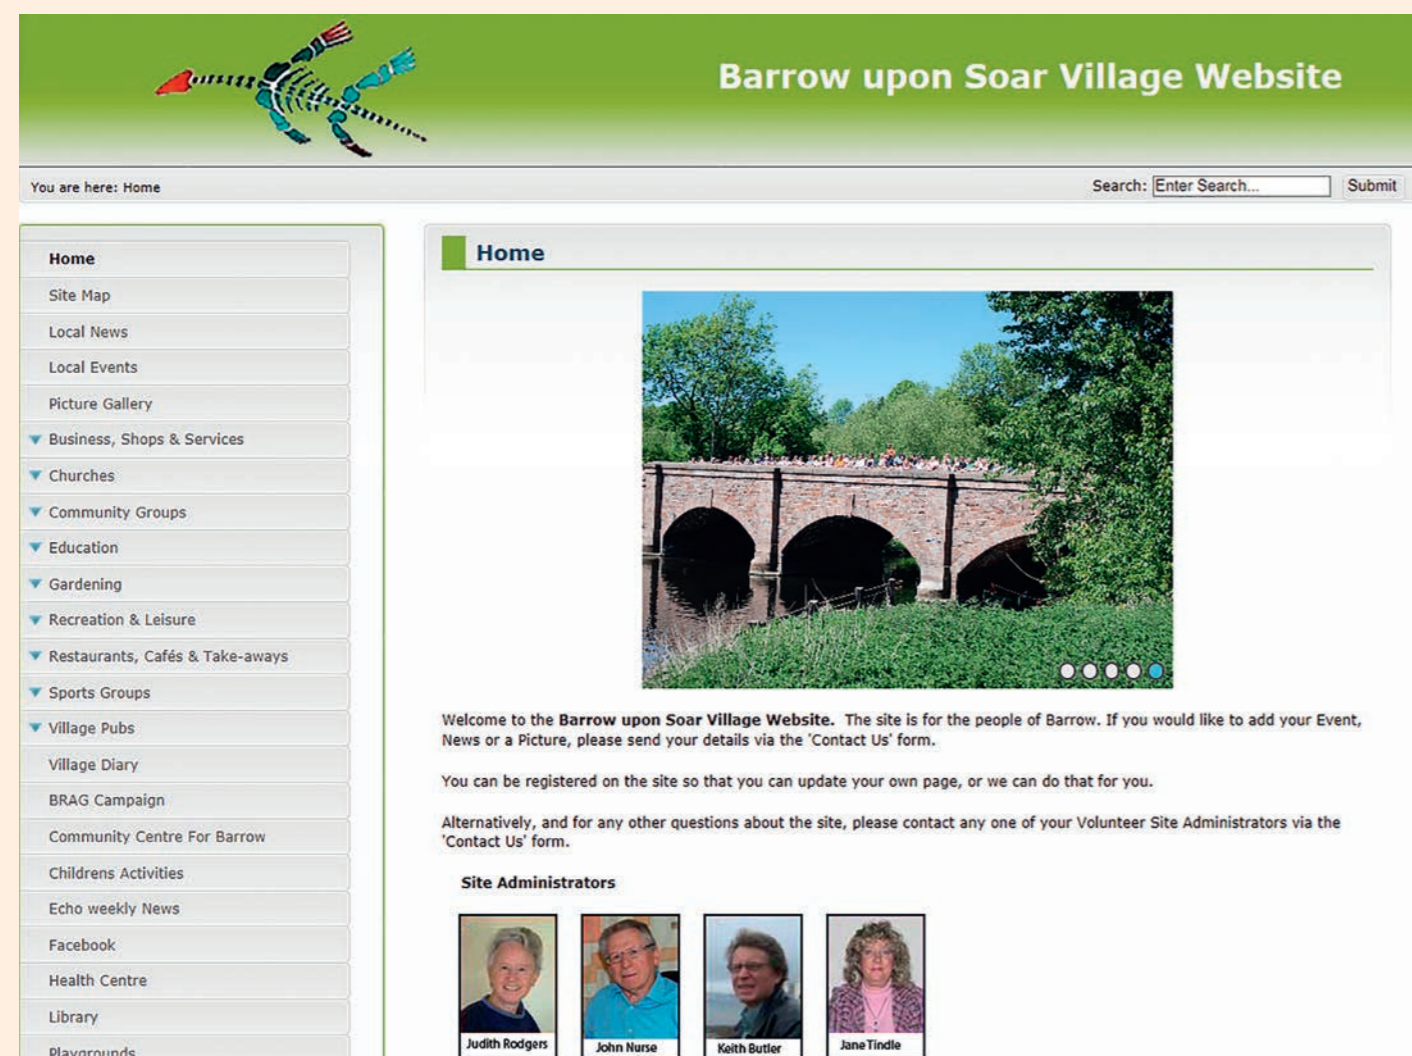 Barrow upon Soar Village Website
You are here: Home
Search: Enter Search... Submit
Home
Site Map
Local News
Local Events
Picture Gallery
Business, Shops & Services
Churches
Community Groups
Education
Gardening
Recreation & Leisure
Restaurants, Cafés & Take-aways
Sports Groups
Village Pubs
Village Diary
BRAG Campaign
Community Centre For Barrow
Childrens Activities
Echo weekly News
Facebook
Health Centre
Library
Playgrounds
Home
Welcome to the Barrow upon Soar Village Website. The site is for the people of Barrow. If you would like to add your Event,
News or a Picture, please send your details via the 'Contact Us' form.
You can be registered on the site so that you can update your own page, or we can do that for you.
Alternatively, and for any other questions about the site, please contact any one of your Volunteer Site Administrators via the
'Contact Us' form.
Site Administrators
Judith Rodgers John Nurse Keith Butler Jane Tindle